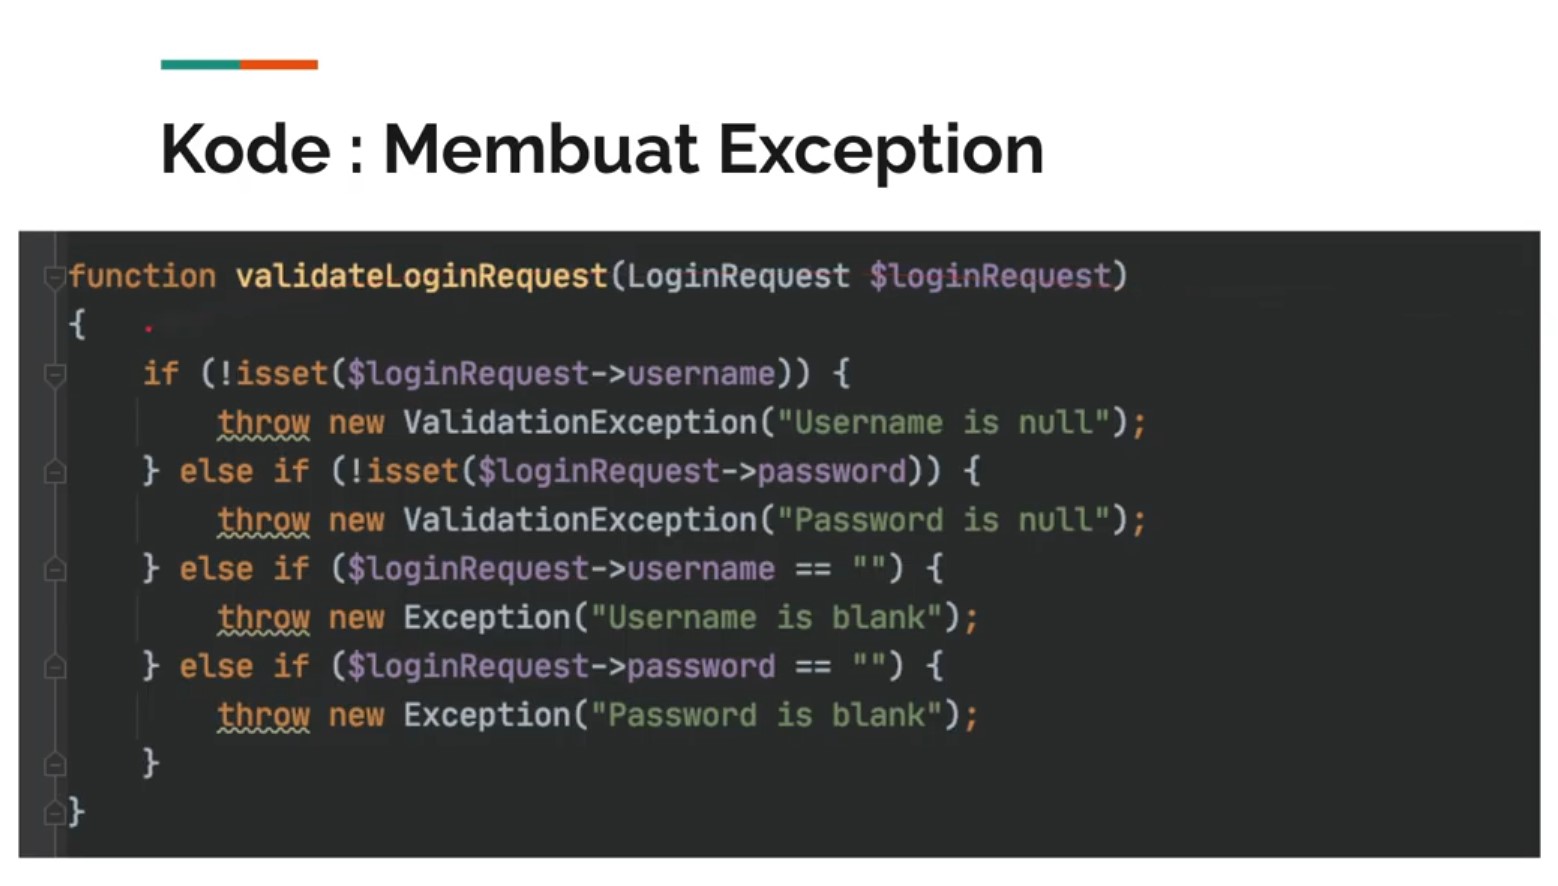 Kode : Membuat Exception
function validateLoginRequest(LoginRequest $loginRequest)
{
    if (!isset($loginRequest->username)) {
        throw new ValidationException("Username is null");
    } else if (!isset($loginRequest->password)) {
        throw new ValidationException("Password is null");
    } else if ($loginRequest->username == "") {
        throw new Exception("Username is blank");
    } else if ($loginRequest->password == "") {
        throw new Exception("Password is blank");
    }
}